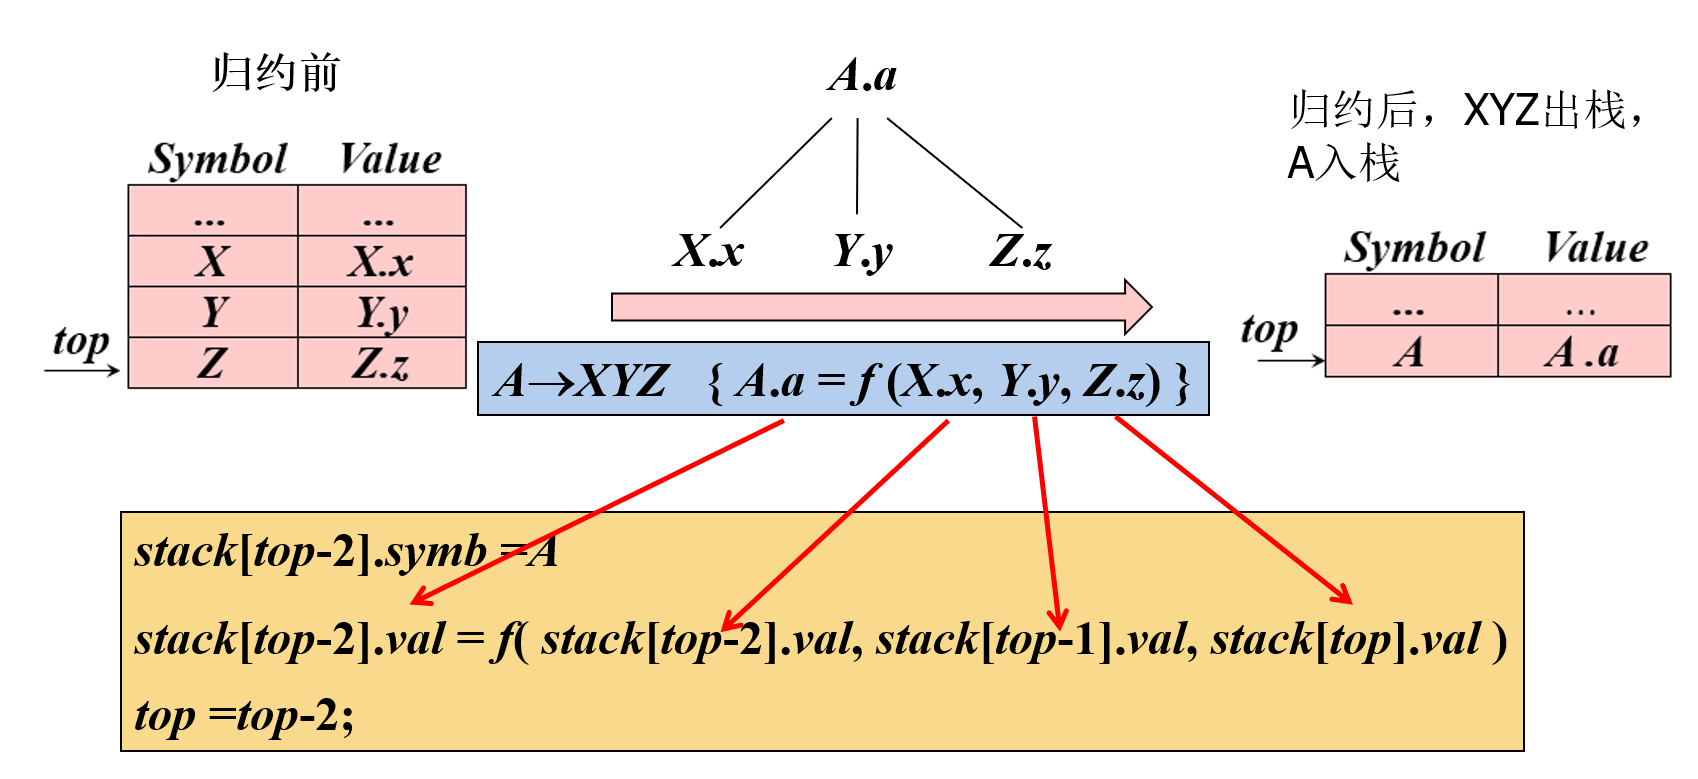 归约前
Symbol Value
... ...
X X.x
Y Y.y
top
Z Z.z
A.a
X.x Y.y Z.z
A→XYZ { A.a = f (X.x, Y.y, Z.z) }
归约后，XYZ出栈，
A入栈
Symbol Value
... ...
top
A A .a
stack[top-2].symb =A
stack[top-2].val = f( stack[top-2].val, stack[top-1].val, stack[top].val )
top =top-2;